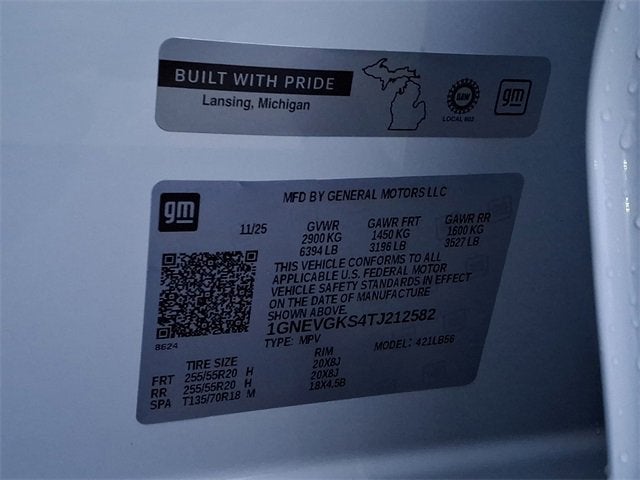 BUILT WITH PRIDE
Lansing, Michigan
UAW
LOCAL 602
gm
gm
MFD BY GENERAL MOTORS LLC
11/25
GVWR GAWR FRT GAWR RR
2900 KG 1450 KG 1600 KG
6394 LB 3196 LB 3527 LB
THIS VEHICLE CONFORMS TO ALL
APPLICABLE U.S. FEDERAL MOTOR
VEHICLE SAFETY STANDARDS IN EFFECT
ON THE DATE OF MANUFACTURE
SHOWN ABOVE.
1GNEVGKS4TJ212582
TYPE: MPV MODEL: 421LB56
8624
TIRE SIZE RIM
FRT 255/55R20 H 20X8J
RR 255/55R20 H 20X8J
SPA T135/70R18 M 18X4.5B